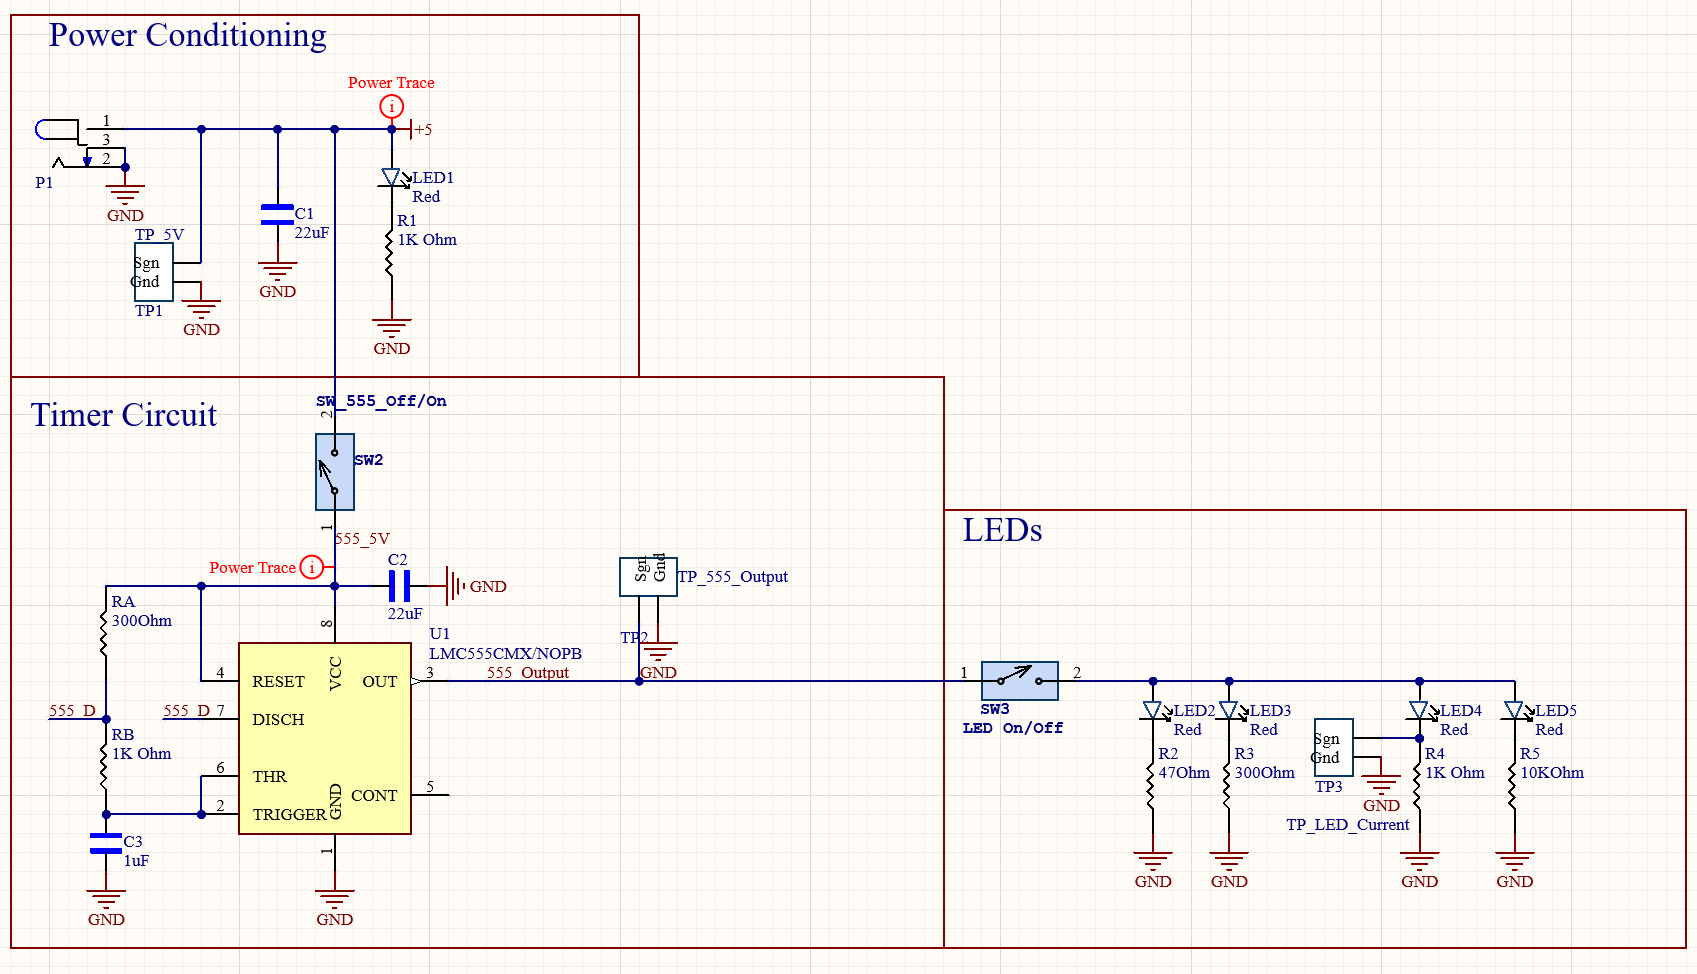 Power Conditioning
Power Trace
i
+5
1
3
2
P1
GND
TP_5V
Sgn
Gnd
TP1
GND
C1
22uF
GND
LED1
Red
R1
1K Ohm
GND
Timer Circuit
SW_555_Off/On
2
SW2
1
555_5V
Power Trace
i
C2
22uF
GND
RA
300Ohm
555_D
555_D
RB
1K Ohm
C3
1uF
GND
8
U1
LMC555CMX/NOPB
4
RESET
VCC
OUT
3
555_Output
7
DISCH
6
THR
2
TRIGGER
GND
CONT
5
1
GND
Sgn
Gnd
TP_555_Output
TP2
GND
LEDs
1
2
SW3
LED On/Off
LED2
Red
R2
47Ohm
GND
LED3
Red
R3
300Ohm
GND
Sgn
Gnd
TP3
GND
TP_LED_Current
LED4
Red
R4
1K Ohm
GND
LED5
Red
R5
10KOhm
GND